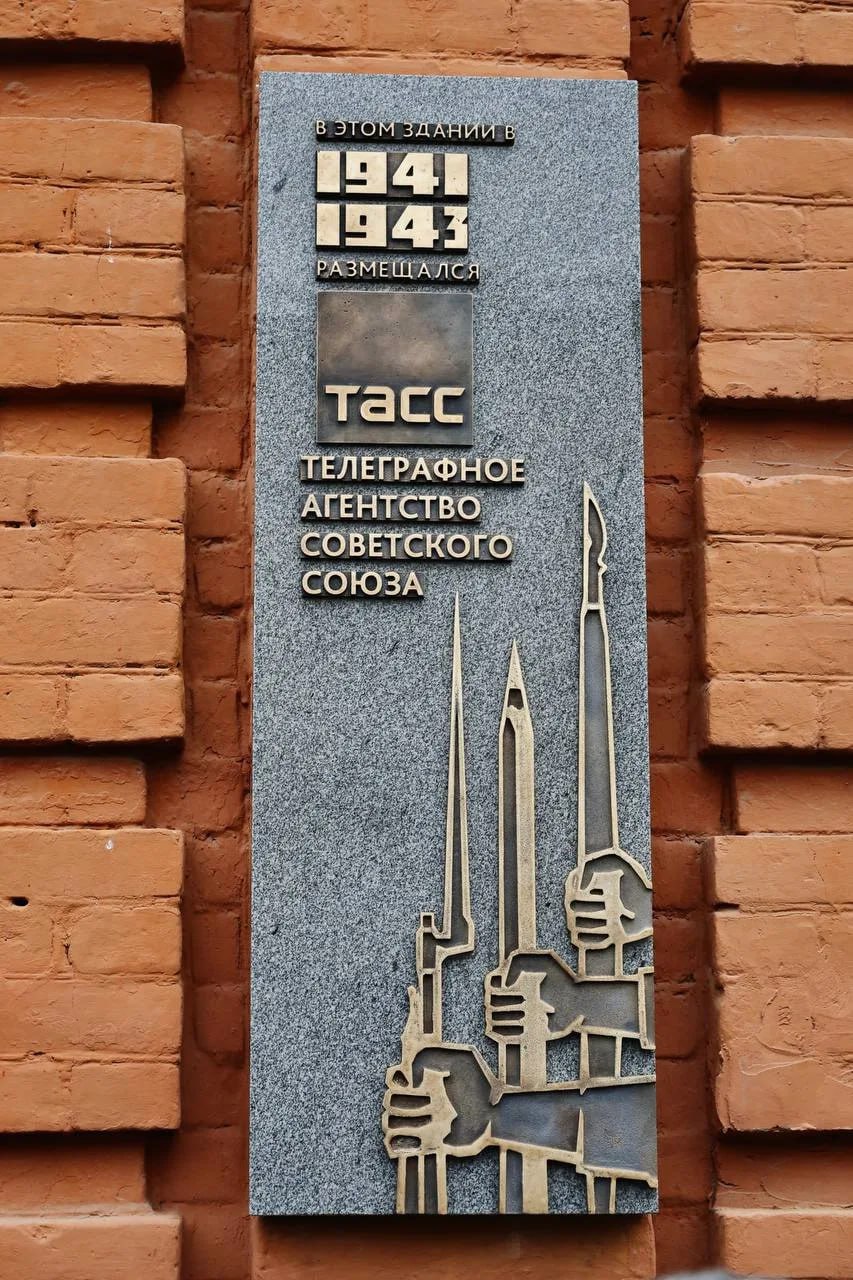 В ЭТОМ ЗДАНИИ В
1941
1943
РАЗМЕЩАЛСЯ
ТАСС
ТЕЛЕГРАФНОЕ
АГЕНТСТВО
СОВЕТСКОГО
СОЮЗА